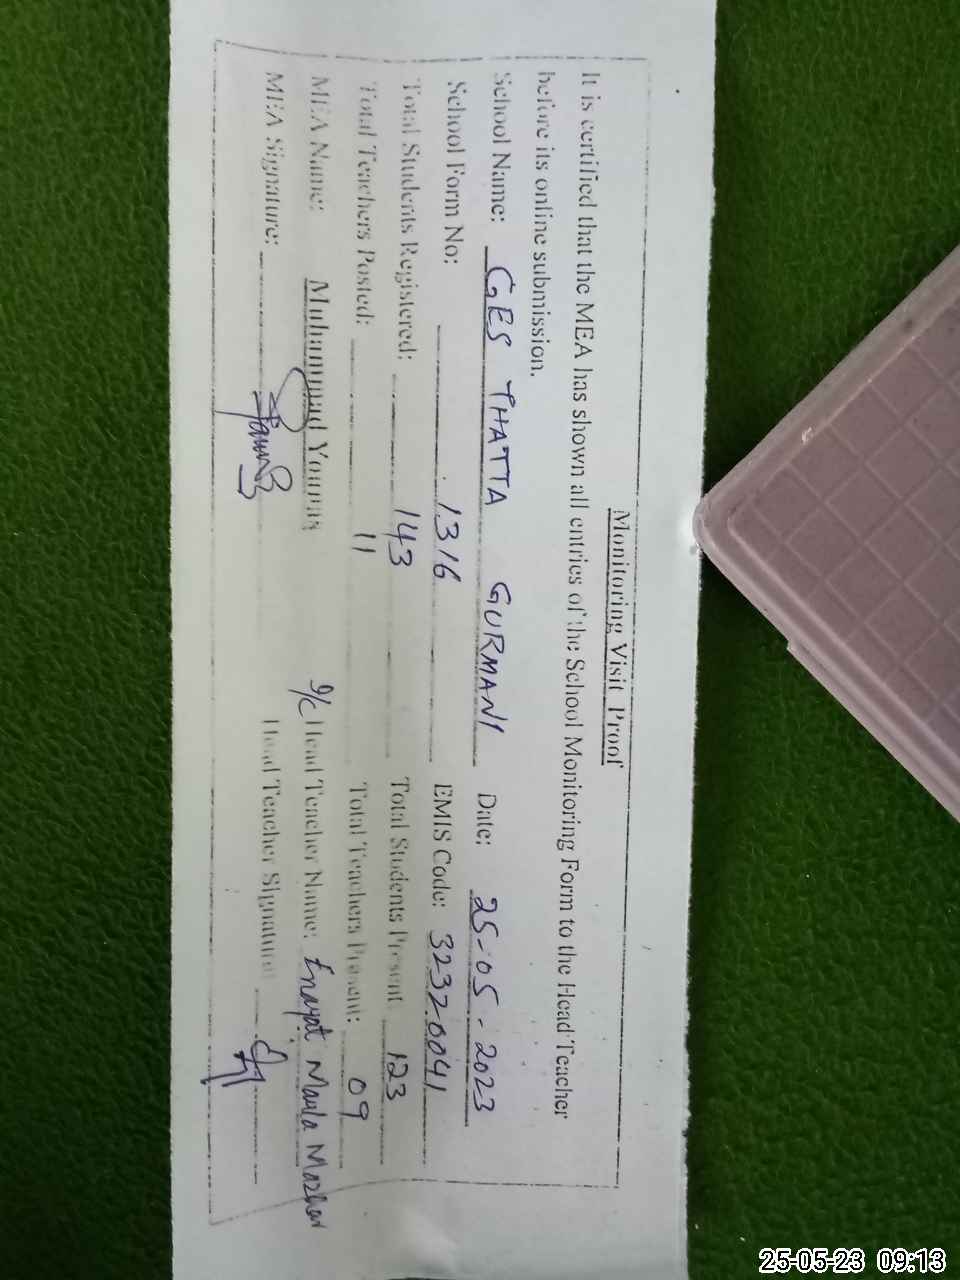 Monitoring Visit Proof
It is certified that the MEA has shown all entries of the School Monitoring Form to the Head Teacher
before its online submission.
School Name: GES THATTA GURMANI Date: 25-05-2023
School Form No: 1316 EMIS Code: 32320041
Total Students Registered: 143 Total Students Present 123
Total Teachers Posted: 11 Total Teachers Present: 09
MEA Name: Muhammad Younas I/C Head Teacher Name: Enayat Maula Mazhar
MEA Signature: Head Teacher Signature
25-05-23 09:13